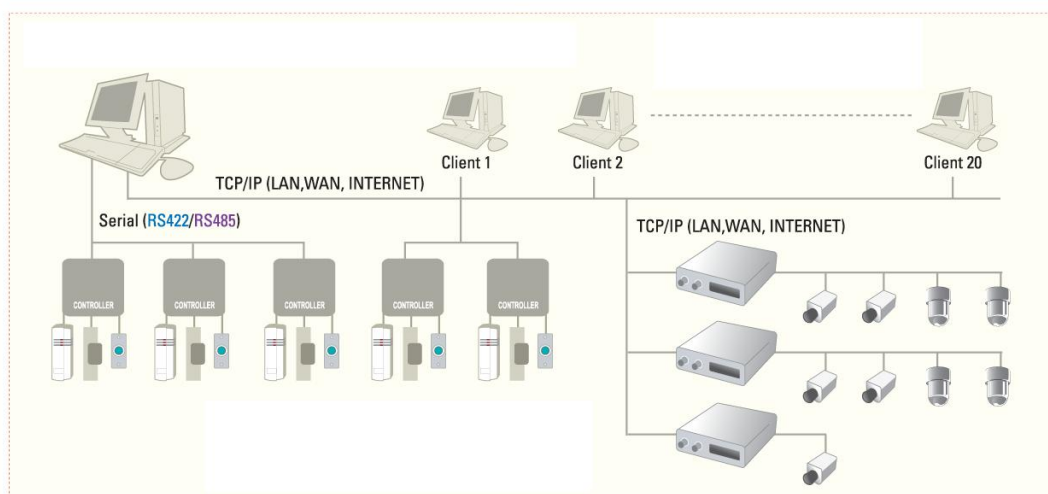 Client 1
Client 2
Client 20
TCP/IP (LAN,WAN, INTERNET)
Serial (RS422/RS485)
TCP/IP (LAN,WAN, INTERNET)
CONTROLLER
CONTROLLER
CONTROLLER
CONTROLLER
CONTROLLER